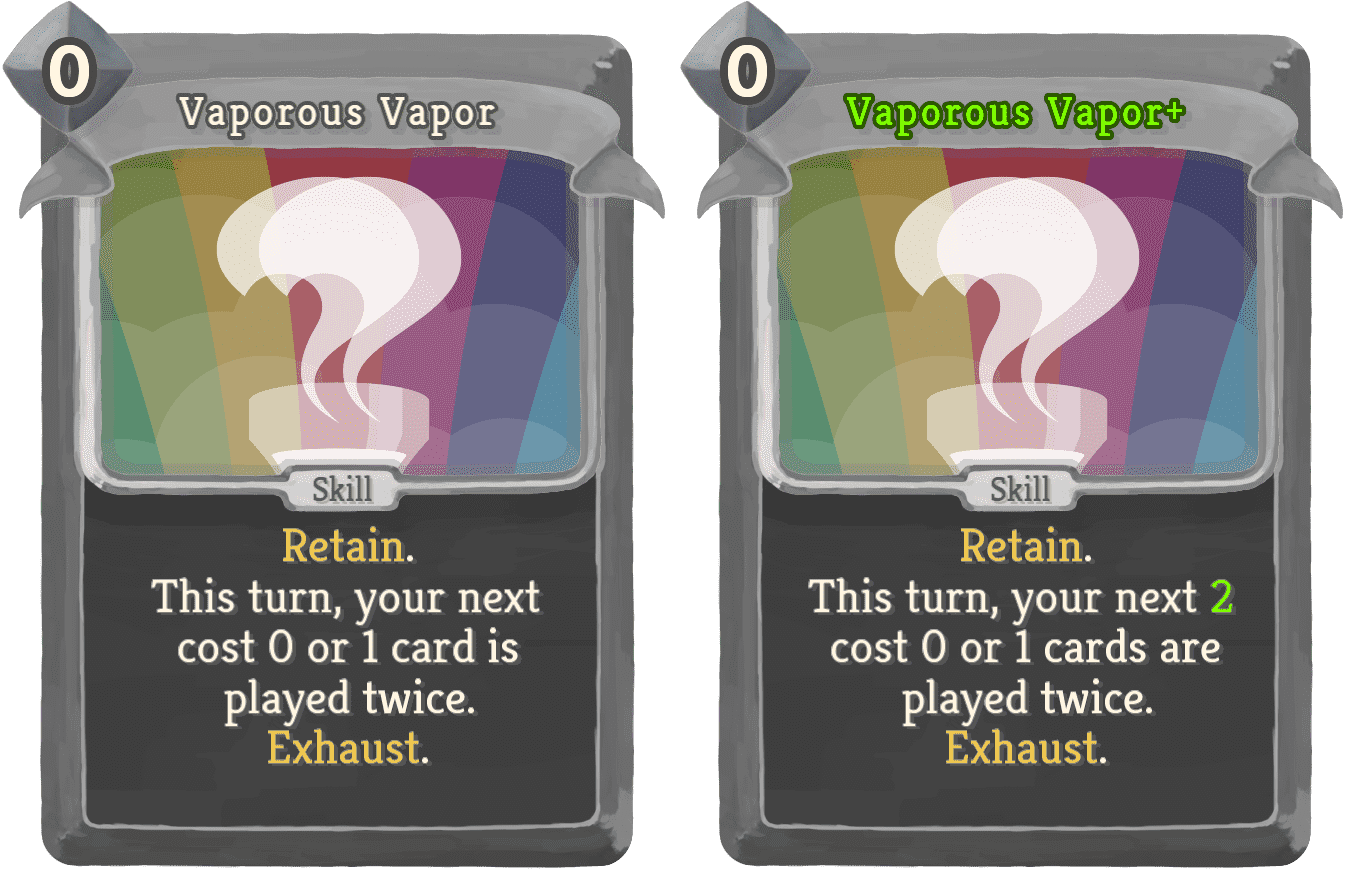 0
Vaporous Vapor
Skill
Retain.
This turn, your next
cost 0 or 1 card is
played twice.
Exhaust.
0
Vaporous Vapor+
Skill
Retain.
This turn, your next 2
cost 0 or 1 cards are
played twice.
Exhaust.